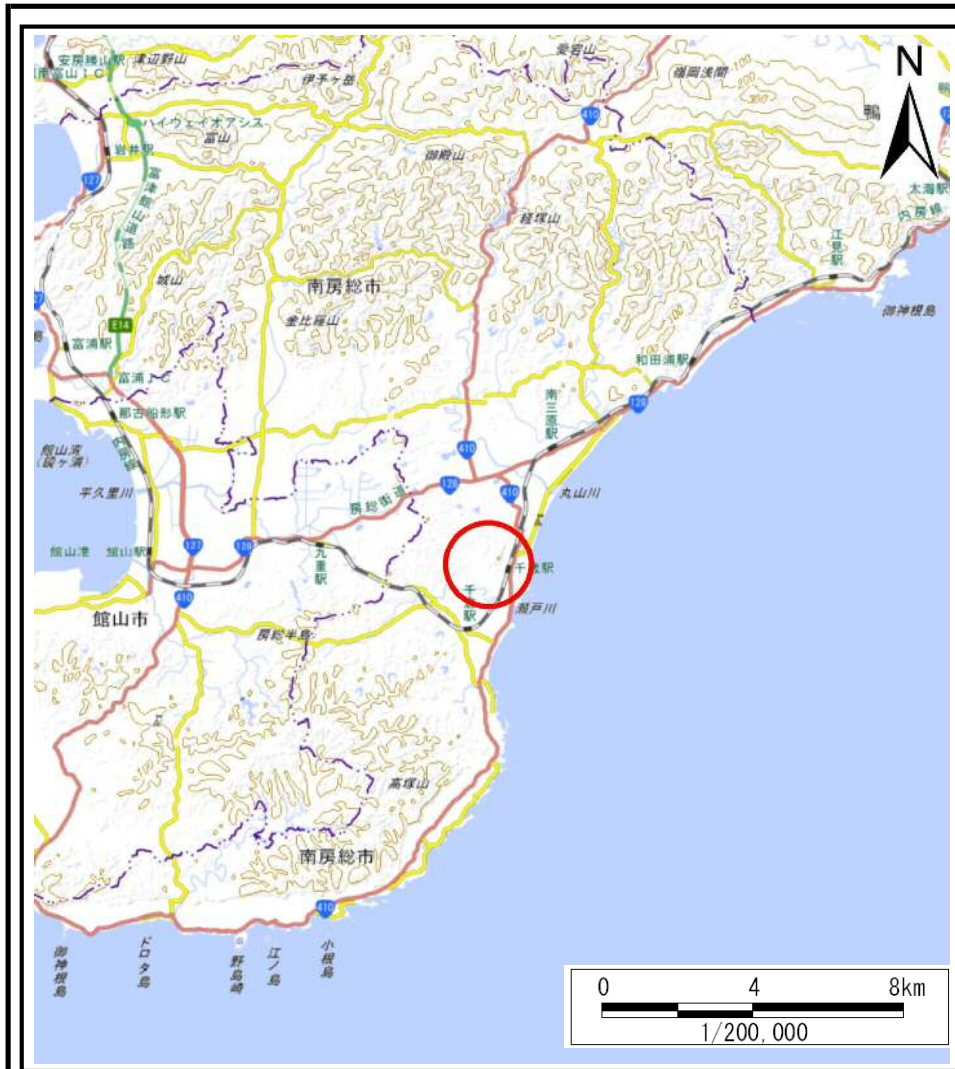 安房勝山駅
津辺野山
愛宕山
嶺岡浅間
N
伊予ヶ岳
410
ハイウェイオアシス
富山
岩井駅
御殿山
127
富津館山道路
太海駅
内房線
経塚山
江見駅
城山
南房総市
金比羅山
御神根島
E14
富浦駅
和田浦駅
富浦ＩＣ
南三原駅
128
那古船形駅
内房線
410
館山湾
(鏡ヶ浦)
128
410
平久里川
房総街道
丸山川
館山港
館山駅
127
128
九重駅
千歳駅
410
千倉駅
瀬戸川
館山市
房総半島
高塚山
南房総市
410
御神根島
ドロタ島
野島崎
江ノ島
小根島
0 4 8km
1/200,000